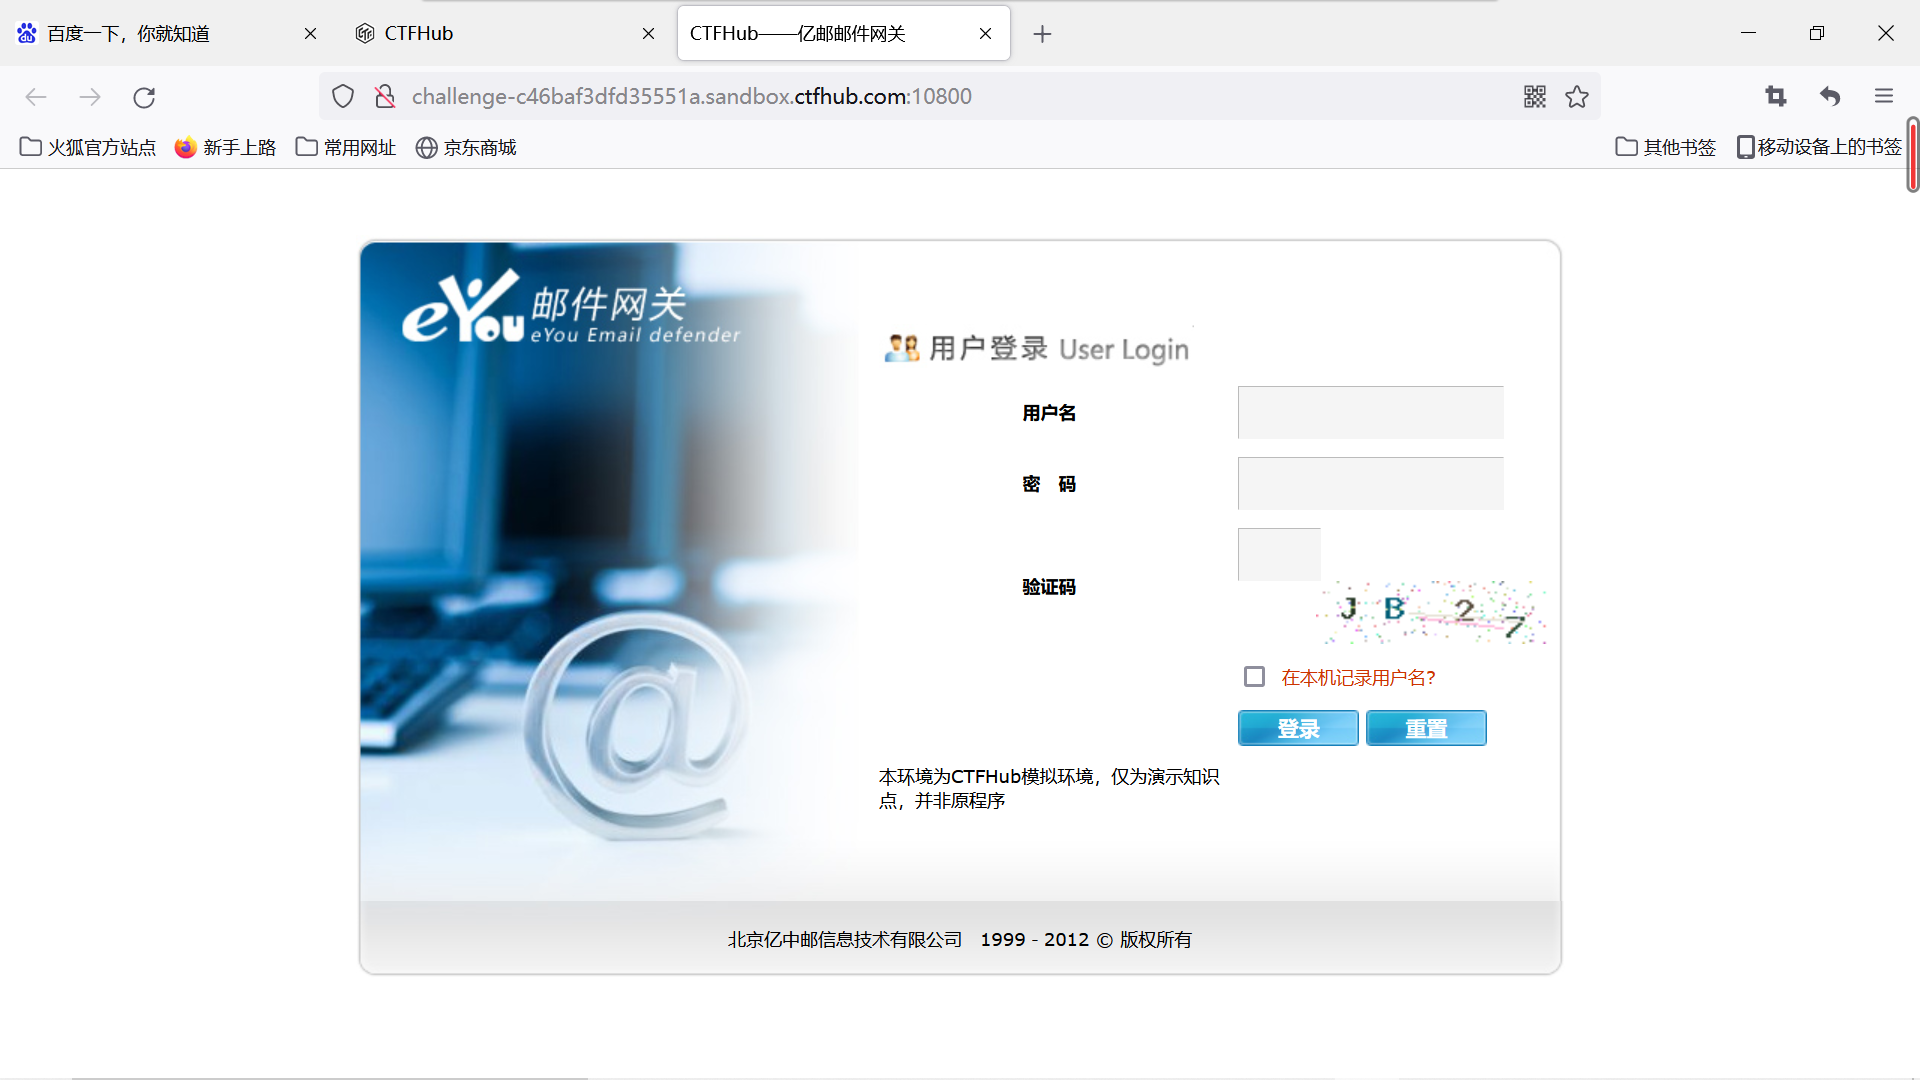 百度一下，你就知道
CTFHub
CTFHub——亿邮邮件网关
challenge-c46baf3dfd35551a.sandbox.ctfhub.com:10800
火狐官方站点
新手上路
常用网址
京东商城
其他书签
移动设备上的书签
eYou 邮件网关
eYou Email defender
用户登录 User Login
用户名
密 码
验证码
J B 2 7
在本机记录用户名?
登录
重置
本环境为CTFHub模拟环境，仅为演示知识
点，并非原程序
北京亿中邮信息技术有限公司 1999 - 2012 © 版权所有